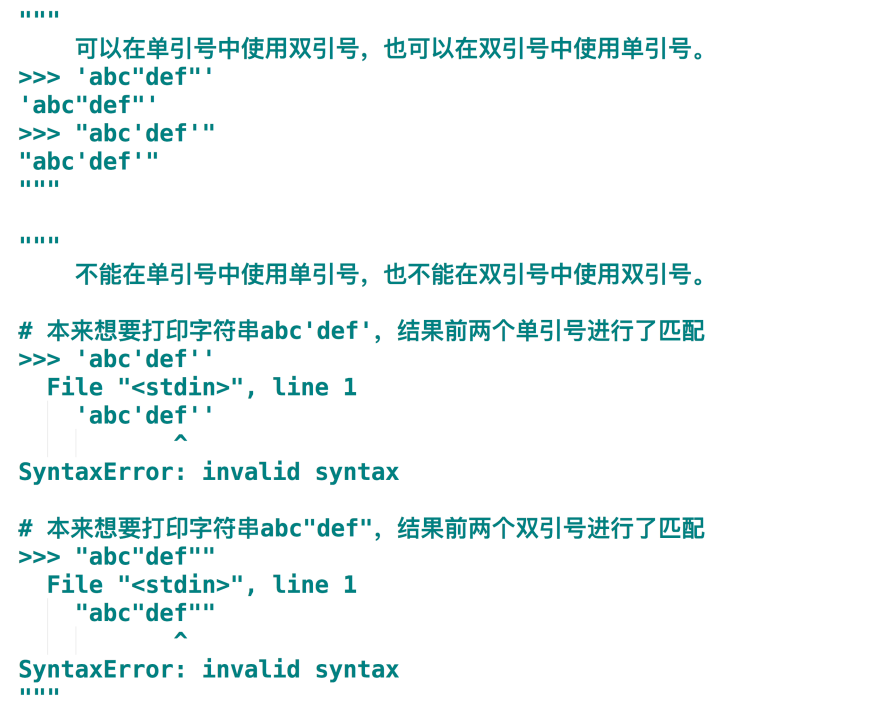 """
    可以在单引号中使用双引号，也可以在双引号中使用单引号。
>>> 'abc"def"'
'abc"def"'
>>> "abc'def'"
"abc'def'"
"""

"""
    不能在单引号中使用单引号，也不能在双引号中使用双引号。

# 本来想要打印字符串abc'def'，结果前两个单引号进行了匹配
>>> 'abc'def''
  File "<stdin>", line 1
    'abc'def''
           ^
SyntaxError: invalid syntax

# 本来想要打印字符串abc"def"，结果前两个双引号进行了匹配
>>> "abc"def""
  File "<stdin>", line 1
    "abc"def""
           ^
SyntaxError: invalid syntax
"""